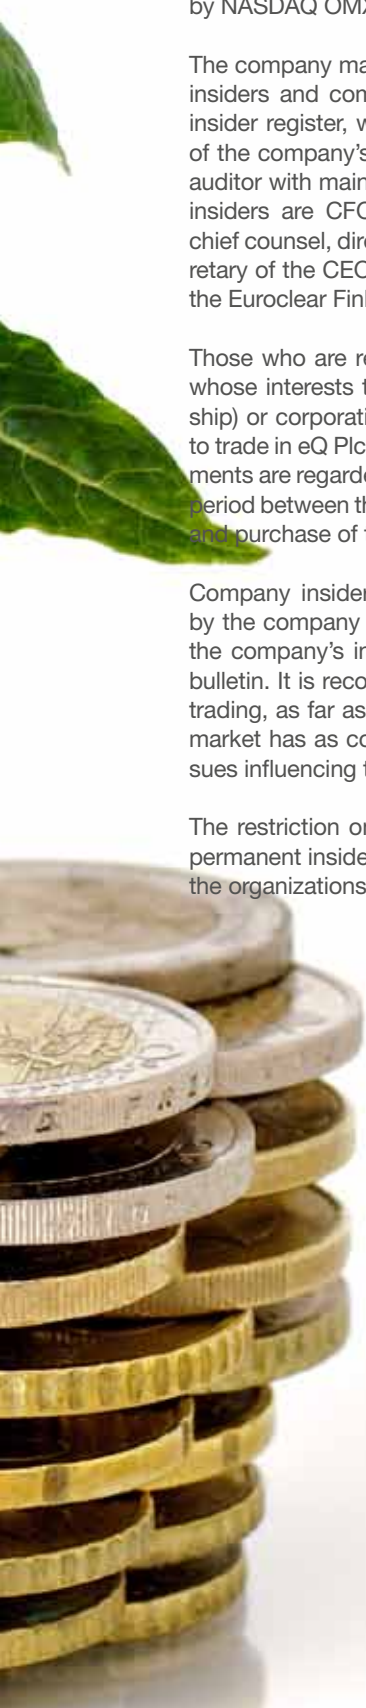 by NASDAQ OMX
The company ma
insiders and com
insider register, w
of the company's
auditor with main
insiders are CFO
chief counsel, dire
retary of the CEO
the Euroclear Finl
Those who are re
whose interests t
ship) or corporati
to trade in eQ Plc
ments are regarde
period between th
and purchase of
Company insider
by the company
the company's in
bulletin. It is reco
trading, as far as
market has as co
sues influencing t
The restriction on
permanent inside
the organizations